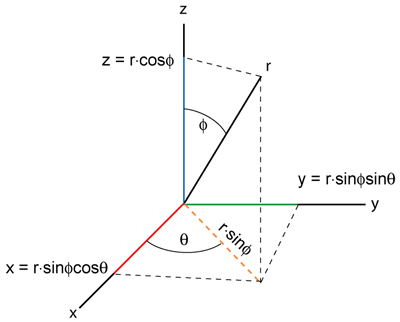 z
z = r·cosϕ
r
ϕ
y = r·sinϕsinθ
y
θ
r·sinϕ
x = r·sinϕcosθ
x